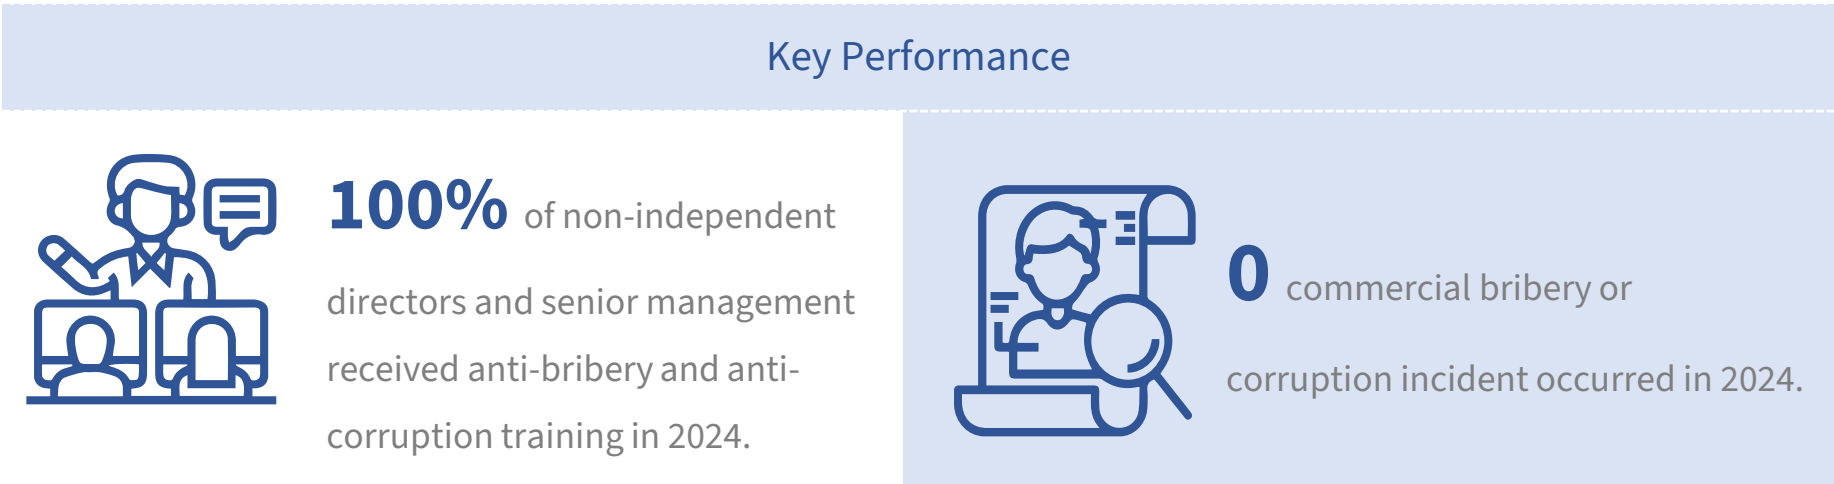 Key Performance
100% of non-independent
directors and senior management
received anti-bribery and anti-
corruption training in 2024.
0 commercial bribery or
corruption incident occurred in 2024.